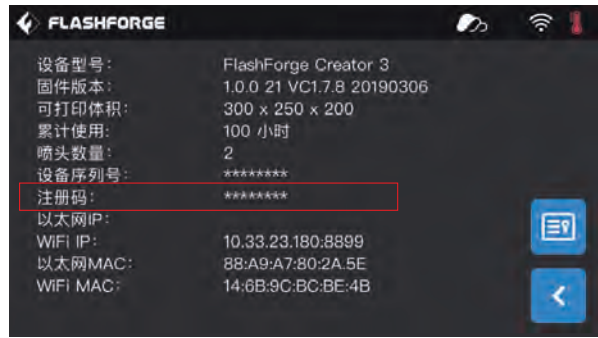 FLASHFORGE
设备型号: FlashForge Creator 3
固件版本: 1.0.0 21 VC1.7.8 20190306
可打印体积: 300 x 250 x 200
累计使用: 100 小时
喷头数量: 2
设备序列号: ********
注册码: ********
以太网IP:
WiFi IP: 10.33.23.180:8899
以太网MAC: 88:A9:A7:80:2A.5E
WiFi MAC: 14:6B:9C:BC:BE:4B